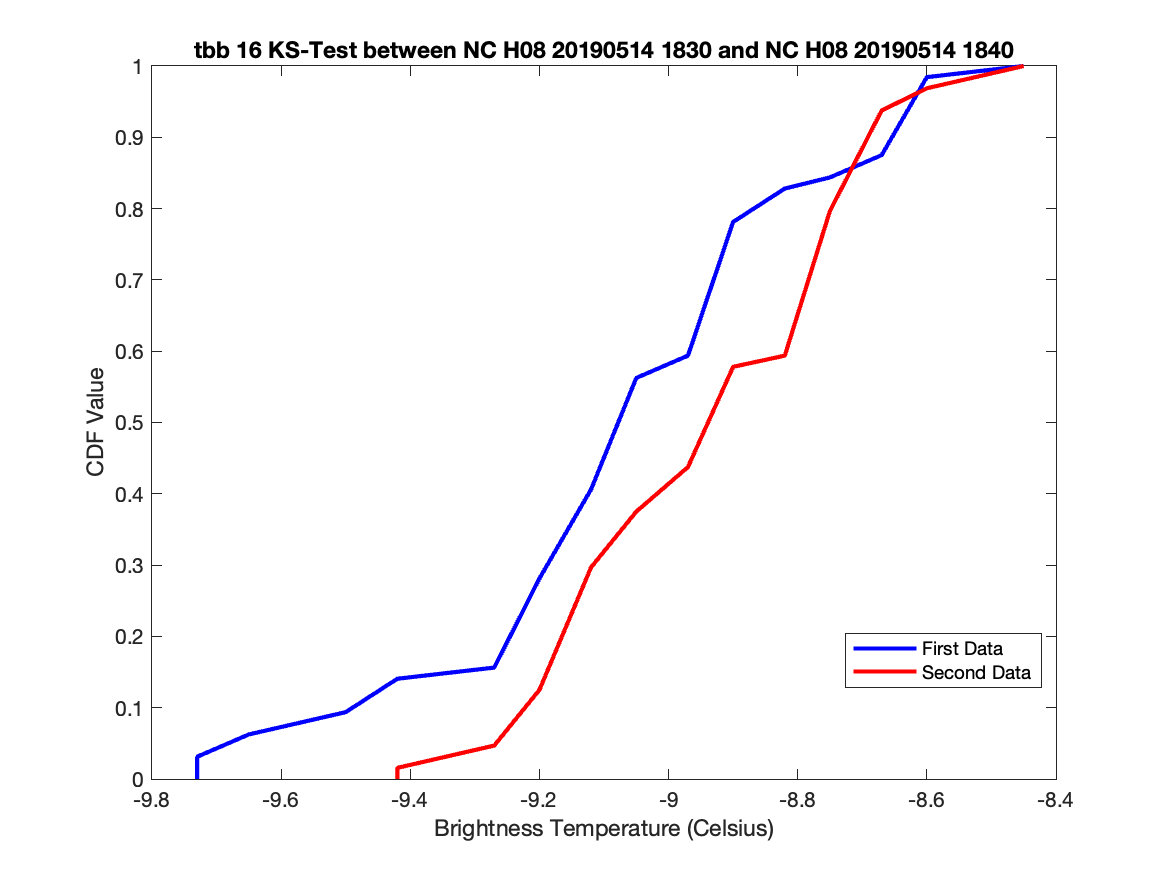 tbb 16 KS-Test between NC H08 20190514 1830 and NC H08 20190514 1840
1
0.9
0.8
0.7
0.6
0.5
0.4
0.3
0.2
0.1
0
CDF Value
First Data
Second Data
-9.8 -9.6 -9.4 -9.2 -9 -8.8 -8.6 -8.4
Brightness Temperature (Celsius)